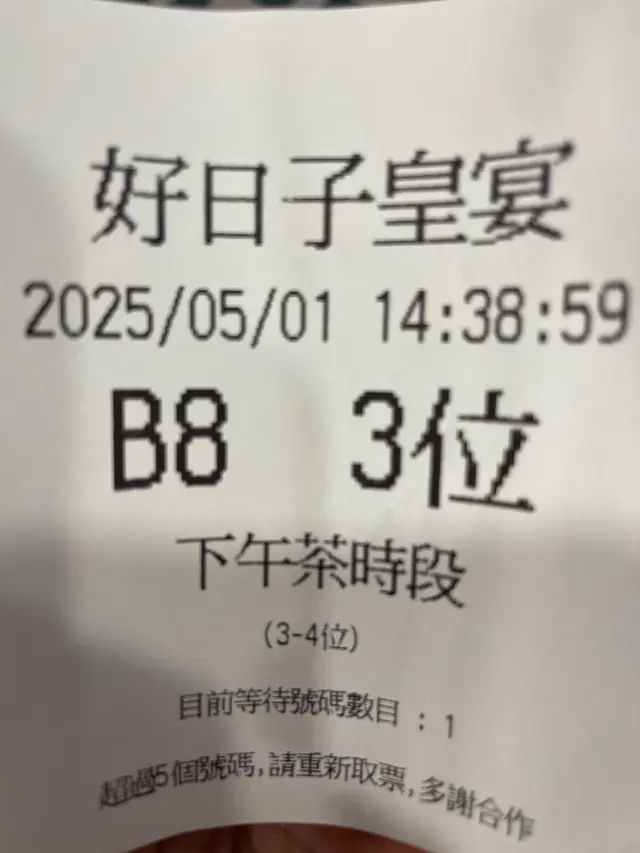 好日子皇宴
2025/05/01 14:38:59
B8 3位
下午茶時段
(3-4位)
目前等待號碼數目 : 1
超過5個號碼,請重新取票,多謝合作